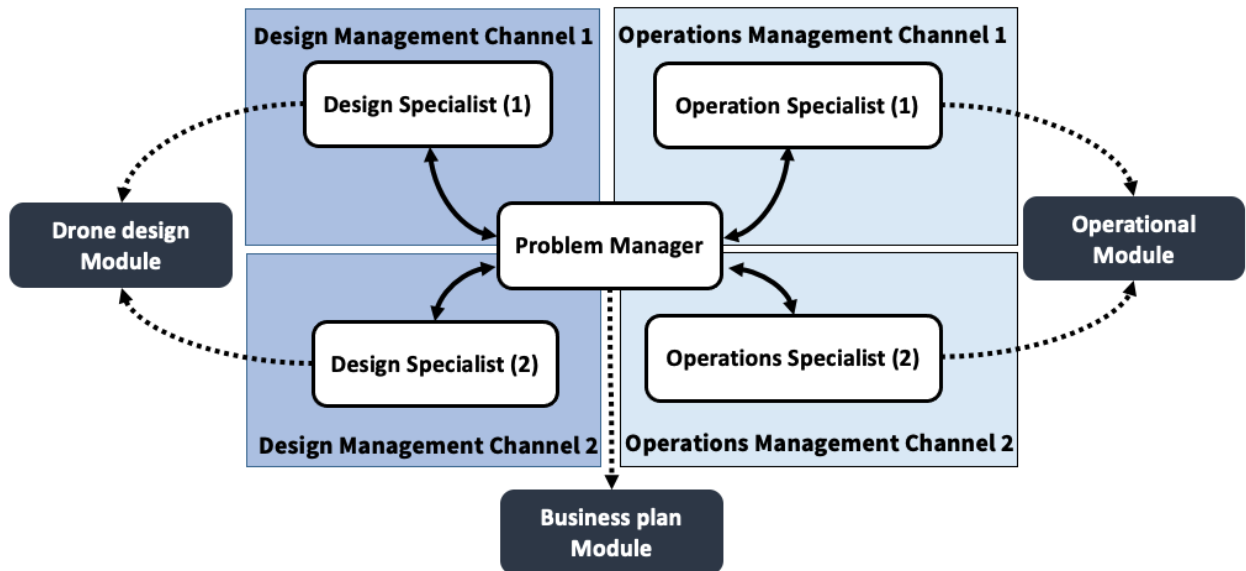 Design Management Channel 1
Operations Management Channel 1
Design Specialist (1)
Operation Specialist (1)
Drone design
Module
Problem Manager
Operational
Module
Design Specialist (2)
Operations Specialist (2)
Design Management Channel 2
Operations Management Channel 2
Business plan
Module